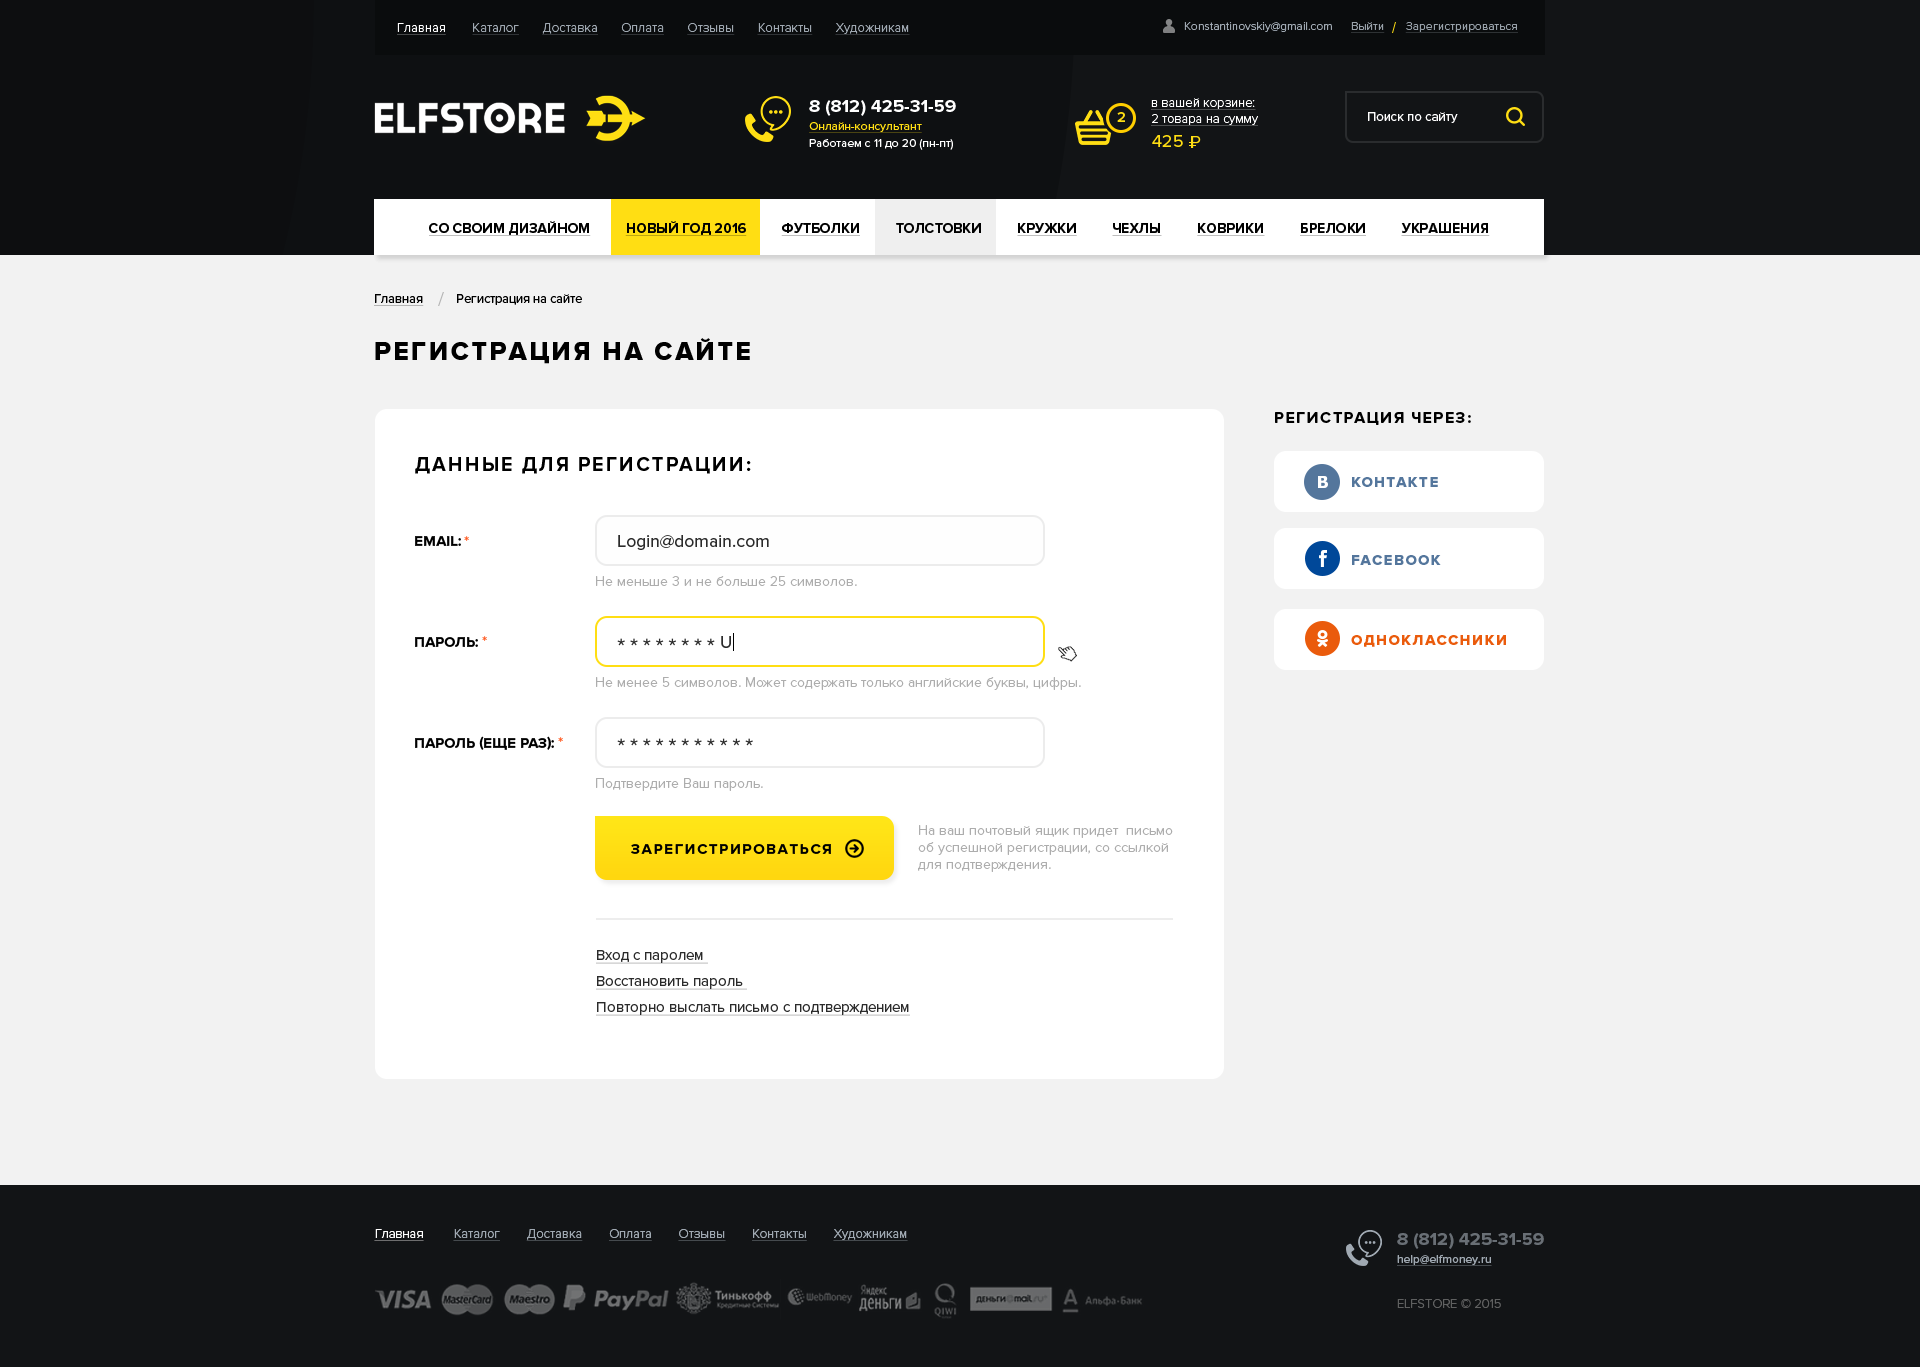 Главная Каталог Доставка Оплата Отзывы Контакты Художникам
Konstantinovskiy@gmail.com Выйти / Зарегистрироваться
ELFSTORE
8 (812) 425-31-59
Онлайн-консультант
Работаем с 11 до 20 (пн-пт)
2
в вашей корзине:
2 товара на сумму
425 ₽
Поиск по сайту
СО СВОИМ ДИЗАЙНОМ НОВЫЙ ГОД 2016 ФУТБОЛКИ ТОЛСТОВКИ КРУЖКИ ЧЕХЛЫ КОВРИКИ БРЕЛОКИ УКРАШЕНИЯ
Главная / Регистрация на сайте
РЕГИСТРАЦИЯ НА САЙТЕ
ДАННЫЕ ДЛЯ РЕГИСТРАЦИИ:
EMAIL: *
Login@domain.com
Не меньше 3 и не больше 25 символов.
ПАРОЛЬ: *
* * * * * * * * U
Не менее 5 символов. Может содержать только английские буквы, цифры.
ПАРОЛЬ (ЕЩЕ РАЗ): *
* * * * * * * * * * *
Подтвердите Ваш пароль.
ЗАРЕГИСТРИРОВАТЬСЯ
На ваш почтовый ящик придет письмо
об успешной регистрации, со ссылкой
для подтверждения.
Вход с паролем
Восстановить пароль
Повторно выслать письмо с подтверждением
РЕГИСТРАЦИЯ ЧЕРЕЗ:
В КОНТАКТЕ
f FACEBOOK
ОДНОКЛАССНИКИ
Главная Каталог Доставка Оплата Отзывы Контакты Художникам
VISA MasterCard Maestro P PayPal Тинькофф Кредитные Системы WebMoney Яндекс деньги QIWI деньги@mail.ru Альфа-Банк
8 (812) 425-31-59
help@elfmoney.ru
ELFSTORE © 2015